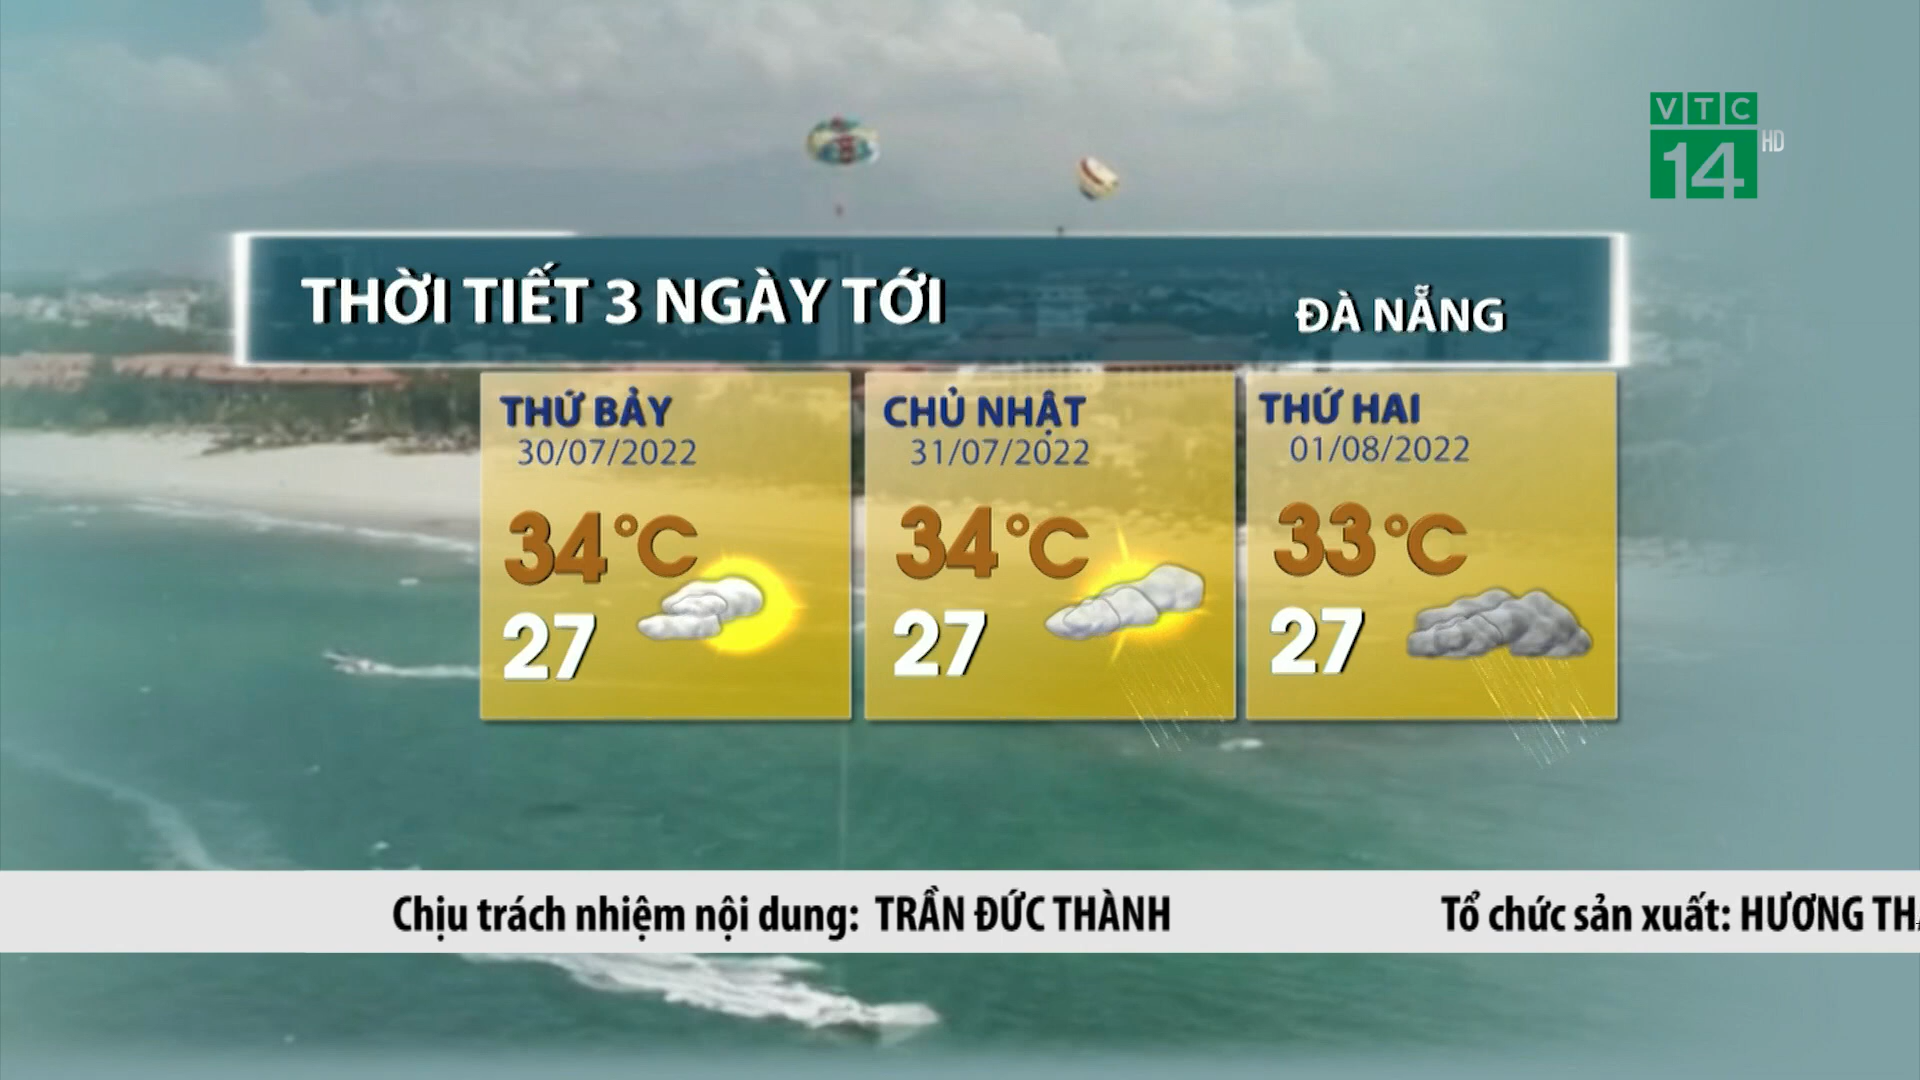 VTC
14 HD
THỜI TIẾT 3 NGÀY TỚI
ĐÀ NẴNG
THỨ BẢY
30/07/2022
34°C
27
CHỦ NHẬT
31/07/2022
34°C
27
THỨ HAI
01/08/2022
33°C
27
Chịu trách nhiệm nội dung: TRẦN ĐỨC THÀNH
Tổ chức sản xuất: HƯƠNG